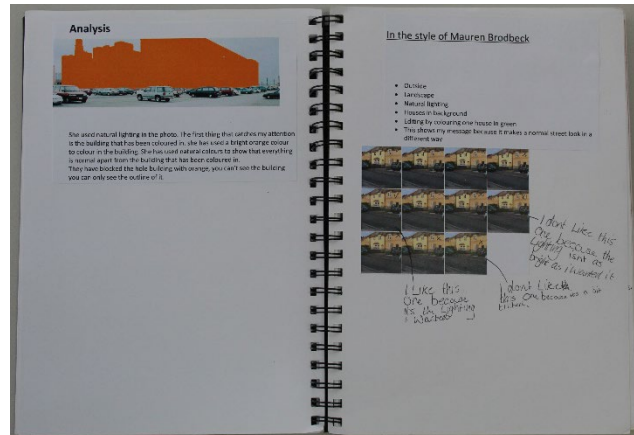 Analysis
She used natural lighting in the photo. The first thing that catches my attention
is the building that has been coloured in, she has used a bright orange colour
to colour in the building. She has used natural colours to show that everything
is normal apart from the building that has been coloured in.
They have blocked the hole building with orange, you can't see the building
you can only see the outline of it.
In the style of Mauren Brodbeck
• Outside
• Landscape
• Natural lighting
• Houses in background
• Editing by colouring one house in green
• This shows my message because it makes a normal street look in a
different way
I dont Like this
One because the
Lighting isnt as
bright as I wanted it
I Like this
One because
its the Lighting
I Wanted
I dont Like
this One because